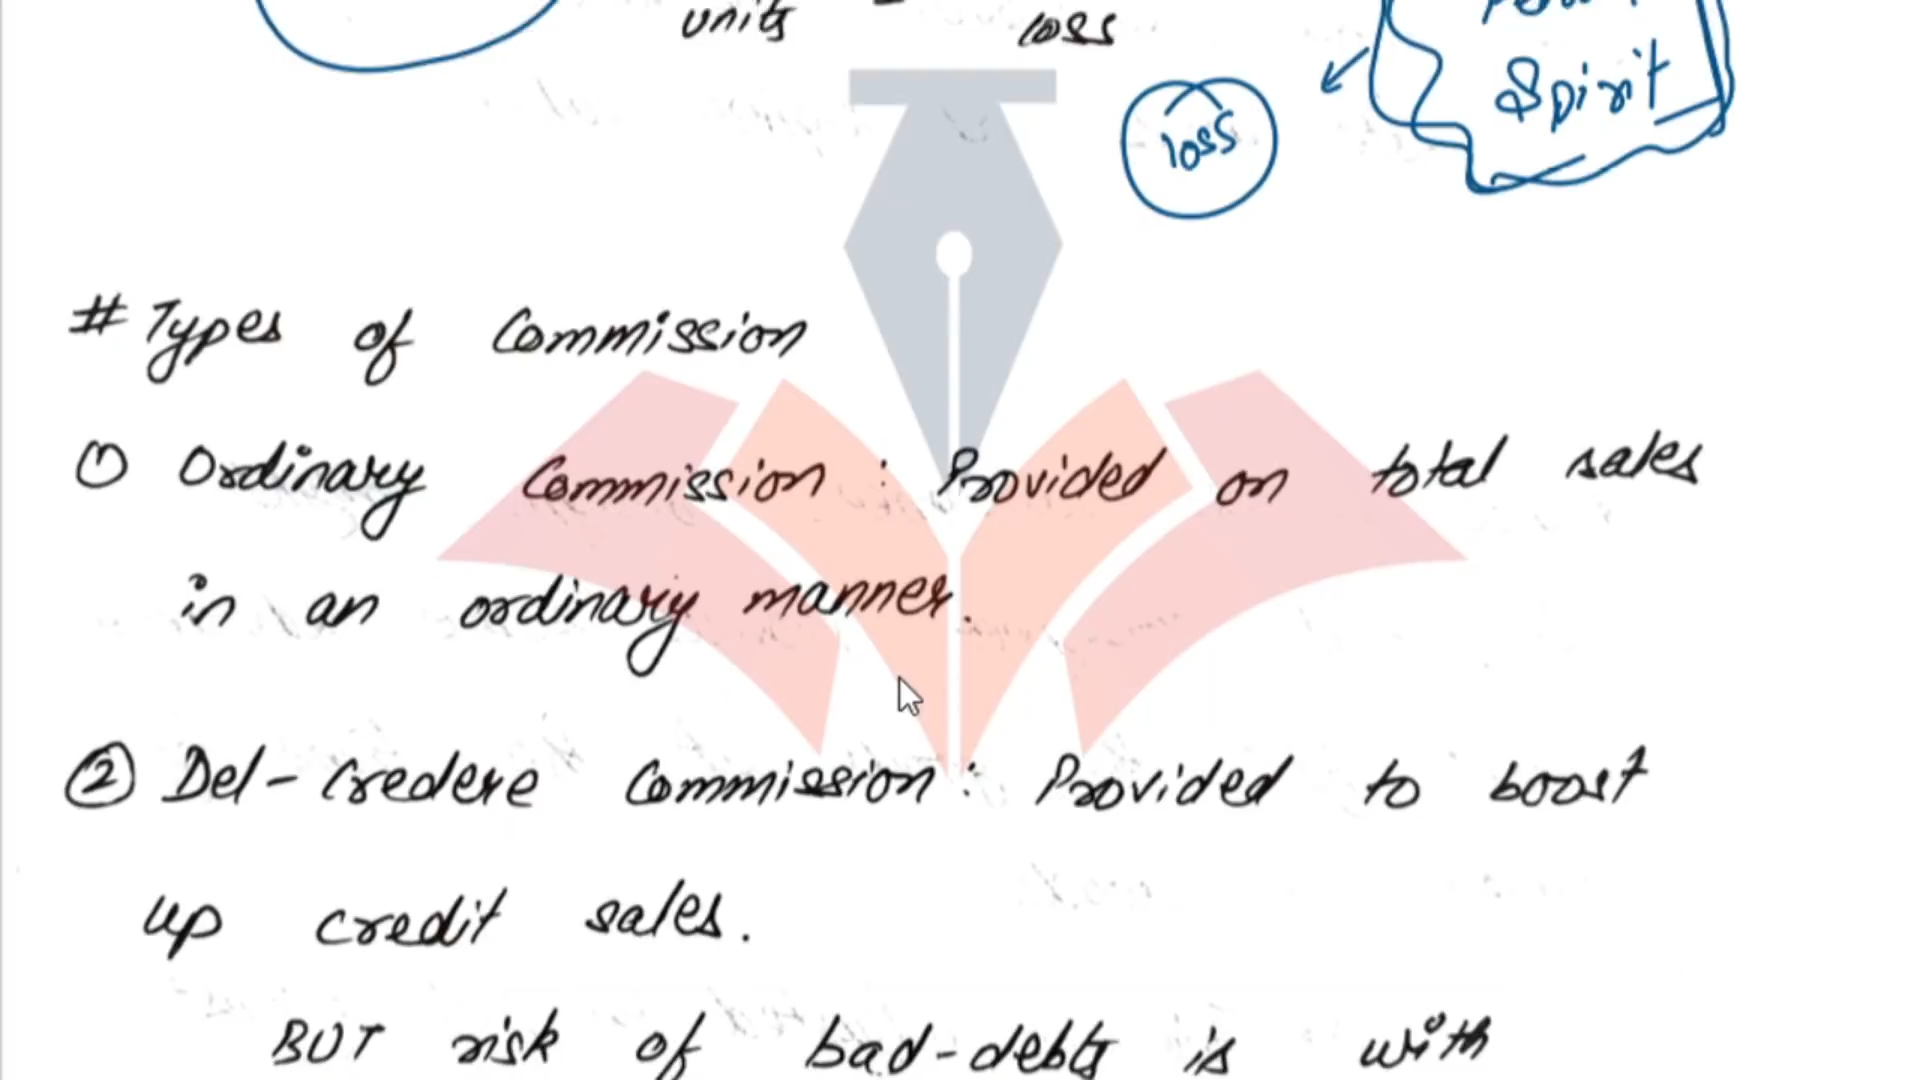 units loss
Spirit
loss
# Types of Commission
① Ordinary Commission : Provided on total sales
in an ordinary manner.
② Del-Credere Commission : Provided to boost
up credit sales.
BUT risk of bad-debts is with